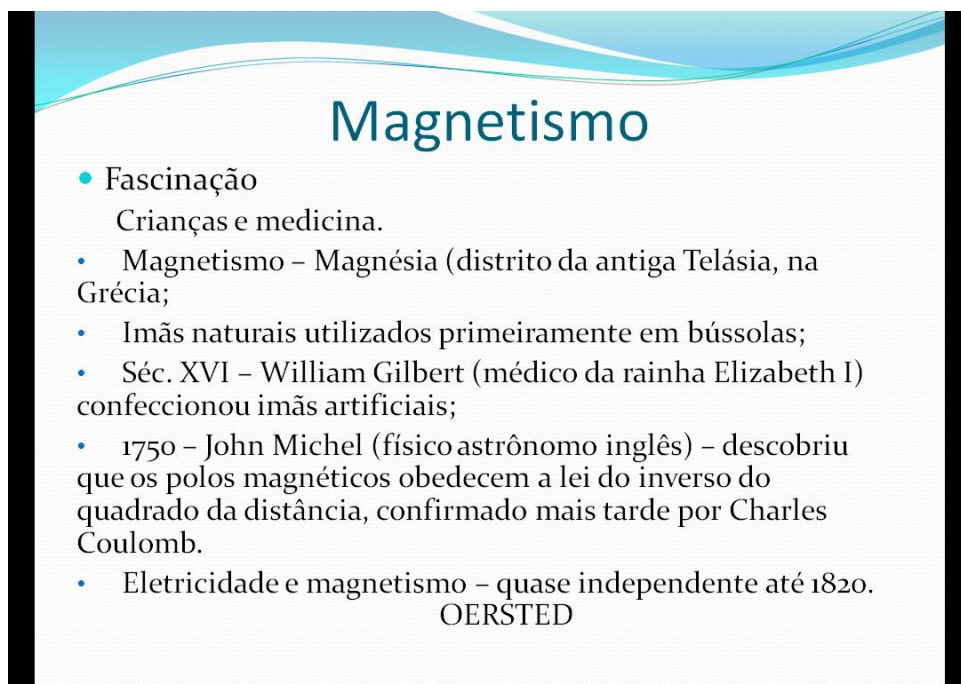 Magnetismo
• Fascinação
Crianças e medicina.
• Magnetismo – Magnésia (distrito da antiga Telásia, na
Grécia;
• Imãs naturais utilizados primeiramente em bússolas;
• Séc. XVI – William Gilbert (médico da rainha Elizabeth I)
confeccionou imãs artificiais;
• 1750 – John Michel (físico astrônomo inglês) – descobriu
que os polos magnéticos obedecem a lei do inverso do
quadrado da distância, confirmado mais tarde por Charles
Coulomb.
• Eletricidade e magnetismo – quase independente até 1820.
OERSTED